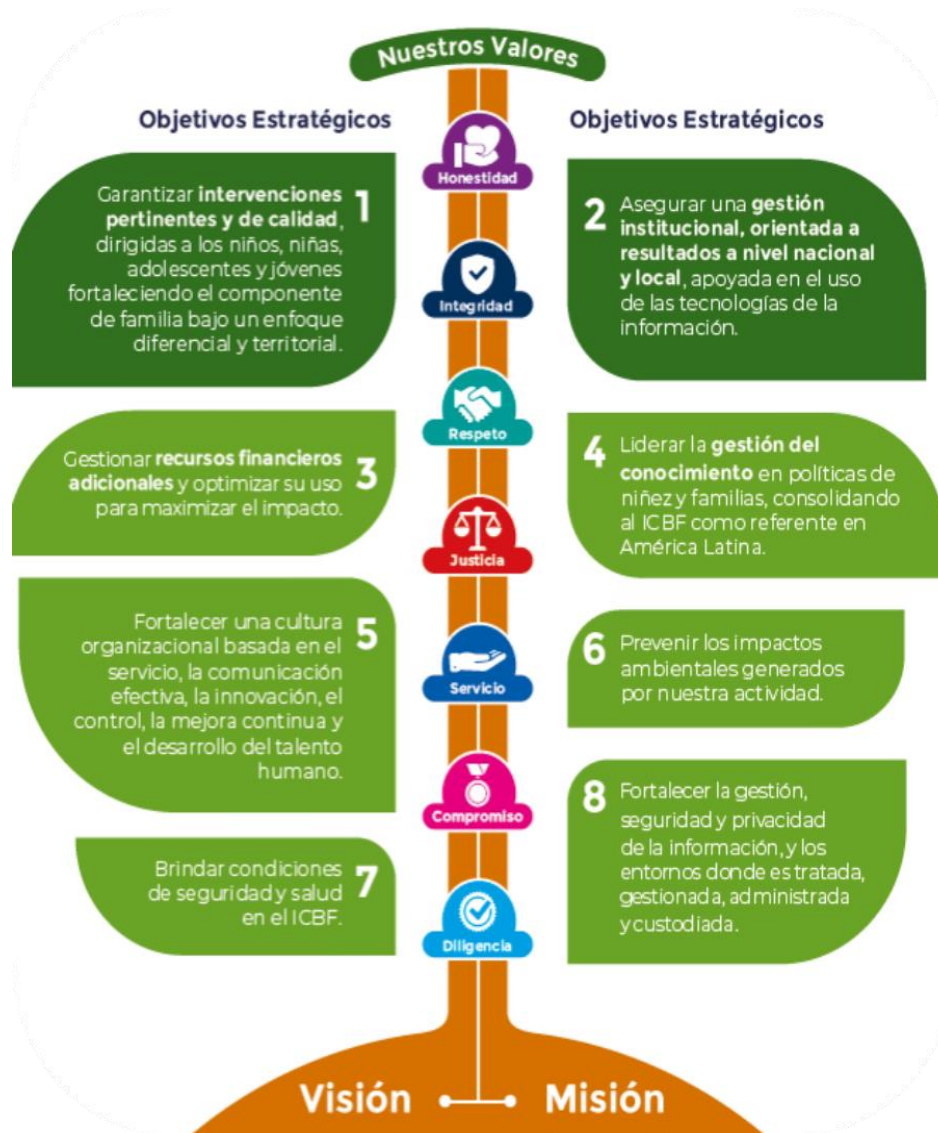 Nuestros Valores
Objetivos Estratégicos
Objetivos Estratégicos
Honestidad
1
Garantizar intervenciones
pertinentes y de calidad,
dirigidas a los niños, niñas,
adolescentes y jóvenes
fortaleciendo el componente
de familia bajo un enfoque
diferencial y territorial.
2
Asegurar una gestión
institucional, orientada a
resultados a nivel nacional
y local, apoyada en el uso
de las tecnologías de la
información.
Integridad
Respeto
3
Gestionar recursos financieros
adicionales y optimizar su uso
para maximizar el impacto.
4
Liderar la gestión del
conocimiento en políticas de
niñez y familias, consolidando
al ICBF como referente en
América Latina.
Justicia
5
Fortalecer una cultura
organizacional basada en el
servicio, la comunicación
efectiva, la innovación, el
control, la mejora continua y
el desarrollo del talento
humano.
6
Prevenir los impactos
ambientales generados
por nuestra actividad.
Servicio
Compromiso
7
Brindar condiciones
de seguridad y salud
en el ICBF.
8
Fortalecer la gestión,
seguridad y privacidad
de la información, y los
entornos donde es tratada,
gestionada, administrada
y custodiada.
Diligencia
Visión
Misión